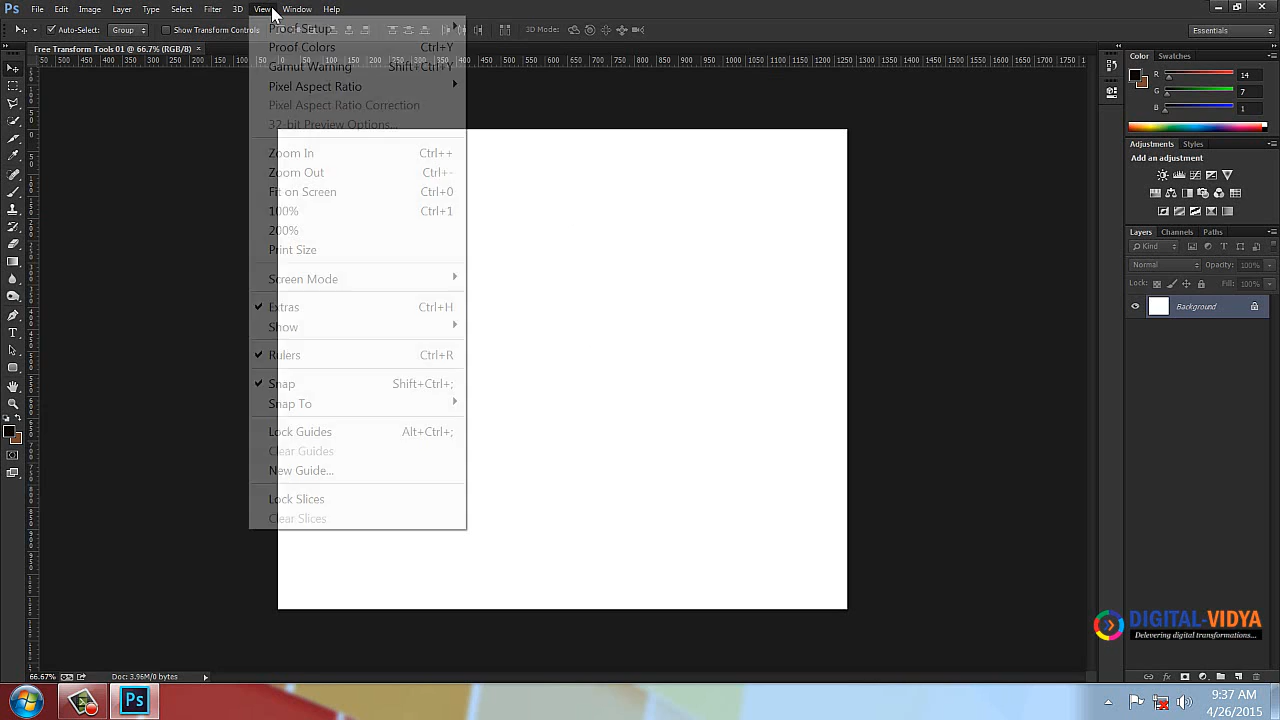 Ps File Edit Image Layer Type Select Filter 3D View Window Help
Auto-Select: Group Show Transform Controls 3D Mode: Essentials
Free Transform Tools 01 @ 66.7% (RGB/8) ×
Proof Setup
Proof Colors Ctrl+Y
Gamut Warning Shift+Ctrl+Y
Pixel Aspect Ratio
Pixel Aspect Ratio Correction
32-bit Preview Options...
Zoom In Ctrl++
Zoom Out Ctrl+-
Fit on Screen Ctrl+0
100% Ctrl+1
200%
Print Size
Screen Mode
Extras Ctrl+H
Show
Rulers Ctrl+R
Snap Shift+Ctrl+;
Snap To
Lock Guides Alt+Ctrl+;
Clear Guides
New Guide...
Lock Slices
Clear Slices
Color Swatches
R 14
G 7
B 1
Adjustments Styles
Add an adjustment
Layers Channels Paths
Kind
Normal Opacity: 100%
Lock: Fill: 100%
Background
DIGITAL-VIDYA
Delevering digital transformations...
66.67% Doc: 3.96M/0 bytes
Ps
9:37 AM
4/26/2015